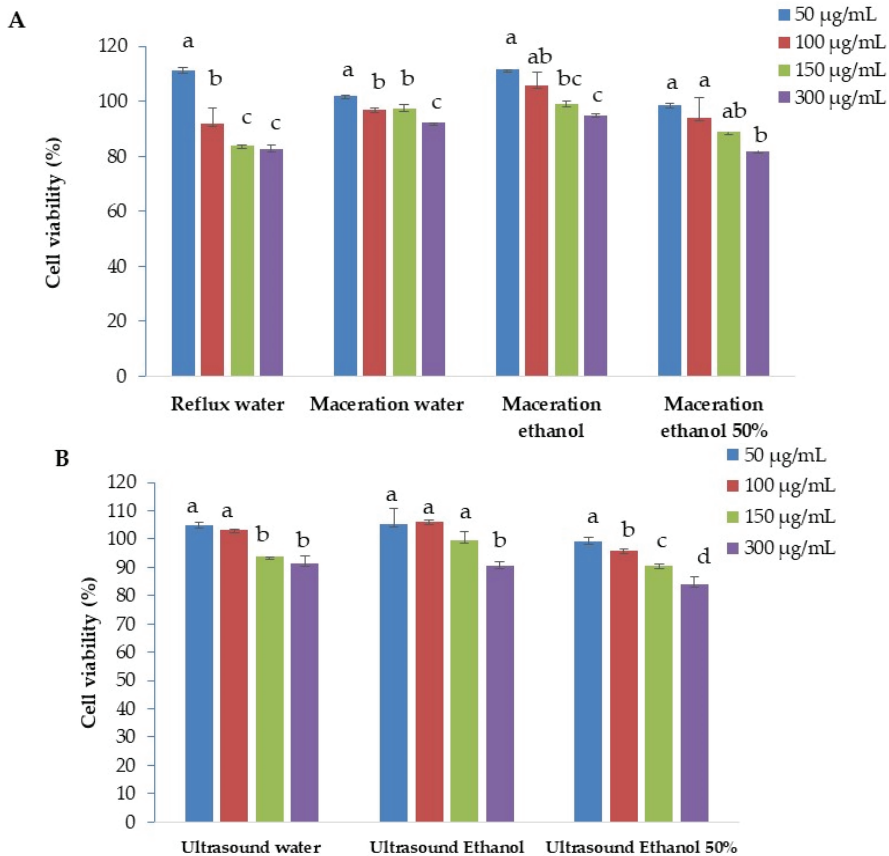 A
50 µg/mL
100 µg/mL
150 µg/mL
300 µg/mL
120
100
80
60
40
20
0
Cell viability (%)
a b c c
a b b c
a ab bc c
a a ab b
Reflux water
Maceration water
Maceration
ethanol
Maceration
ethanol 50%
B
50 µg/mL
100 µg/mL
150 µg/mL
300 µg/mL
120
110
100
90
80
70
60
50
40
30
20
10
0
Cell viability (%)
a a b b
a a a b
a b c d
Ultrasound water
Ultrasound Ethanol
Ultrasound Ethanol 50%